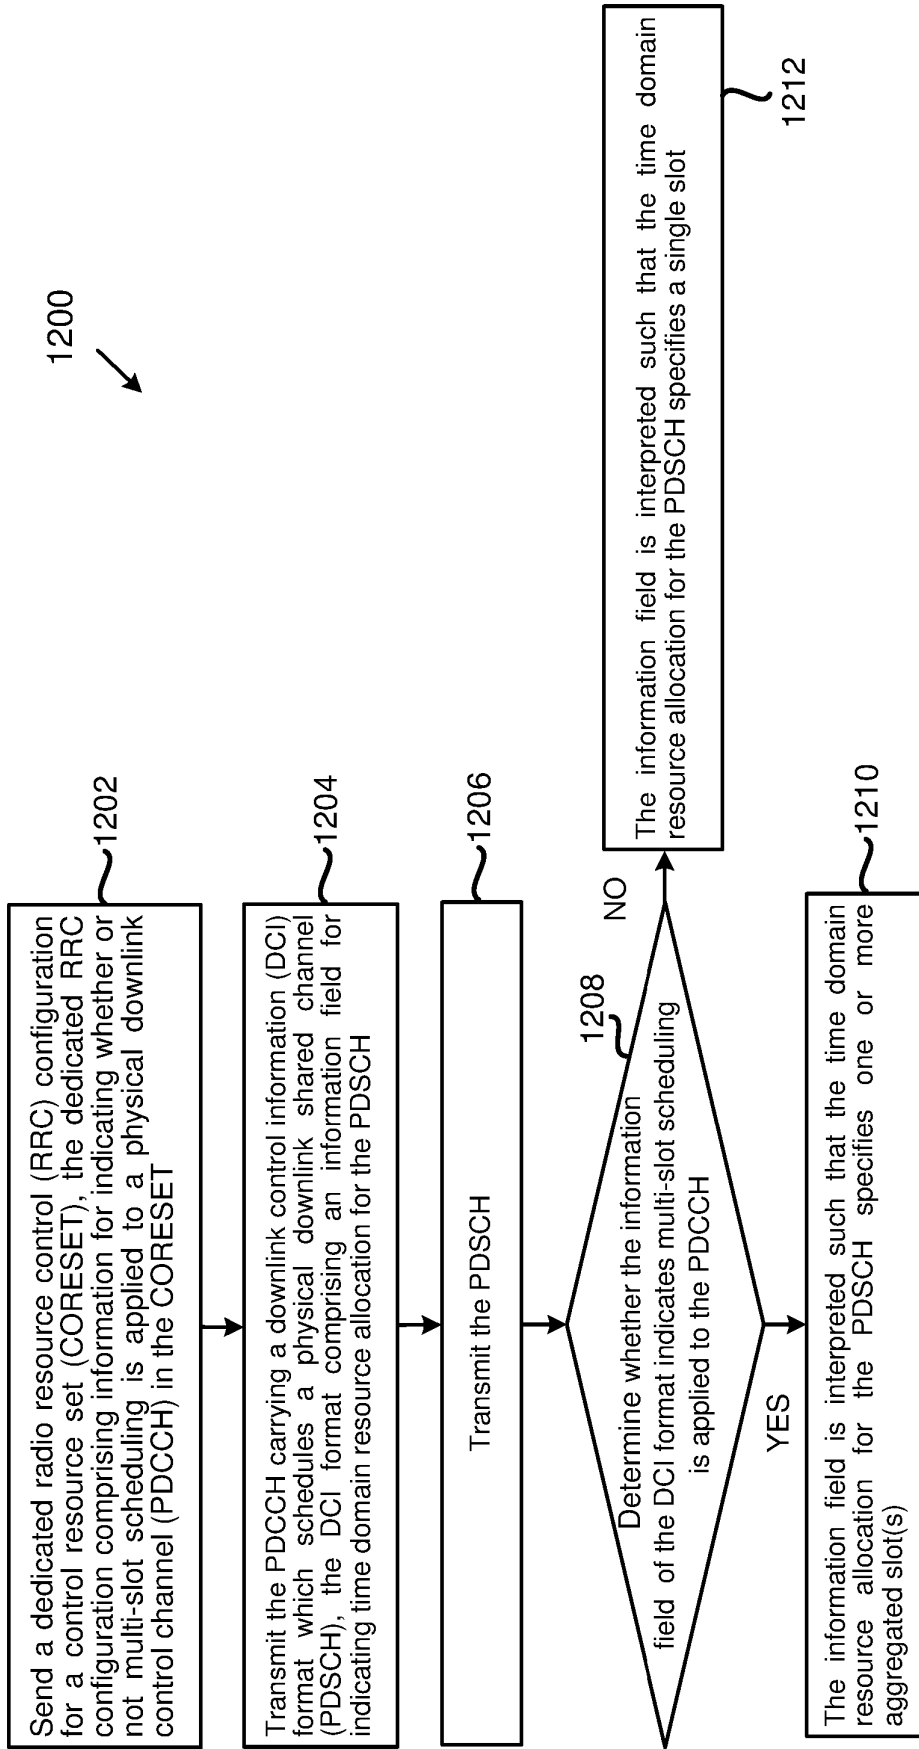 1200
Send a dedicated radio resource control (RRC) configuration
for a control resource set (CORESET), the dedicated RRC
configuration comprising information for indicating whether or
not multi-slot scheduling is applied to a physical downlink
control channel (PDCCH) in the CORESET
1202
Transmit the PDCCH carrying a downlink control information (DCI)
format which schedules a physical downlink shared channel
(PDSCH), the DCI format comprising an information field for
indicating time domain resource allocation for the PDSCH
1204
Transmit the PDSCH
1206
Determine whether the information
field of the DCI format indicates multi-slot scheduling
is applied to the PDCCH
1208
NO
The information field is interpreted such that the time domain
resource allocation for the PDSCH specifies a single slot
1212
YES
The information field is interpreted such that the time domain
resource allocation for the PDSCH specifies one or more
aggregated slot(s)
1210